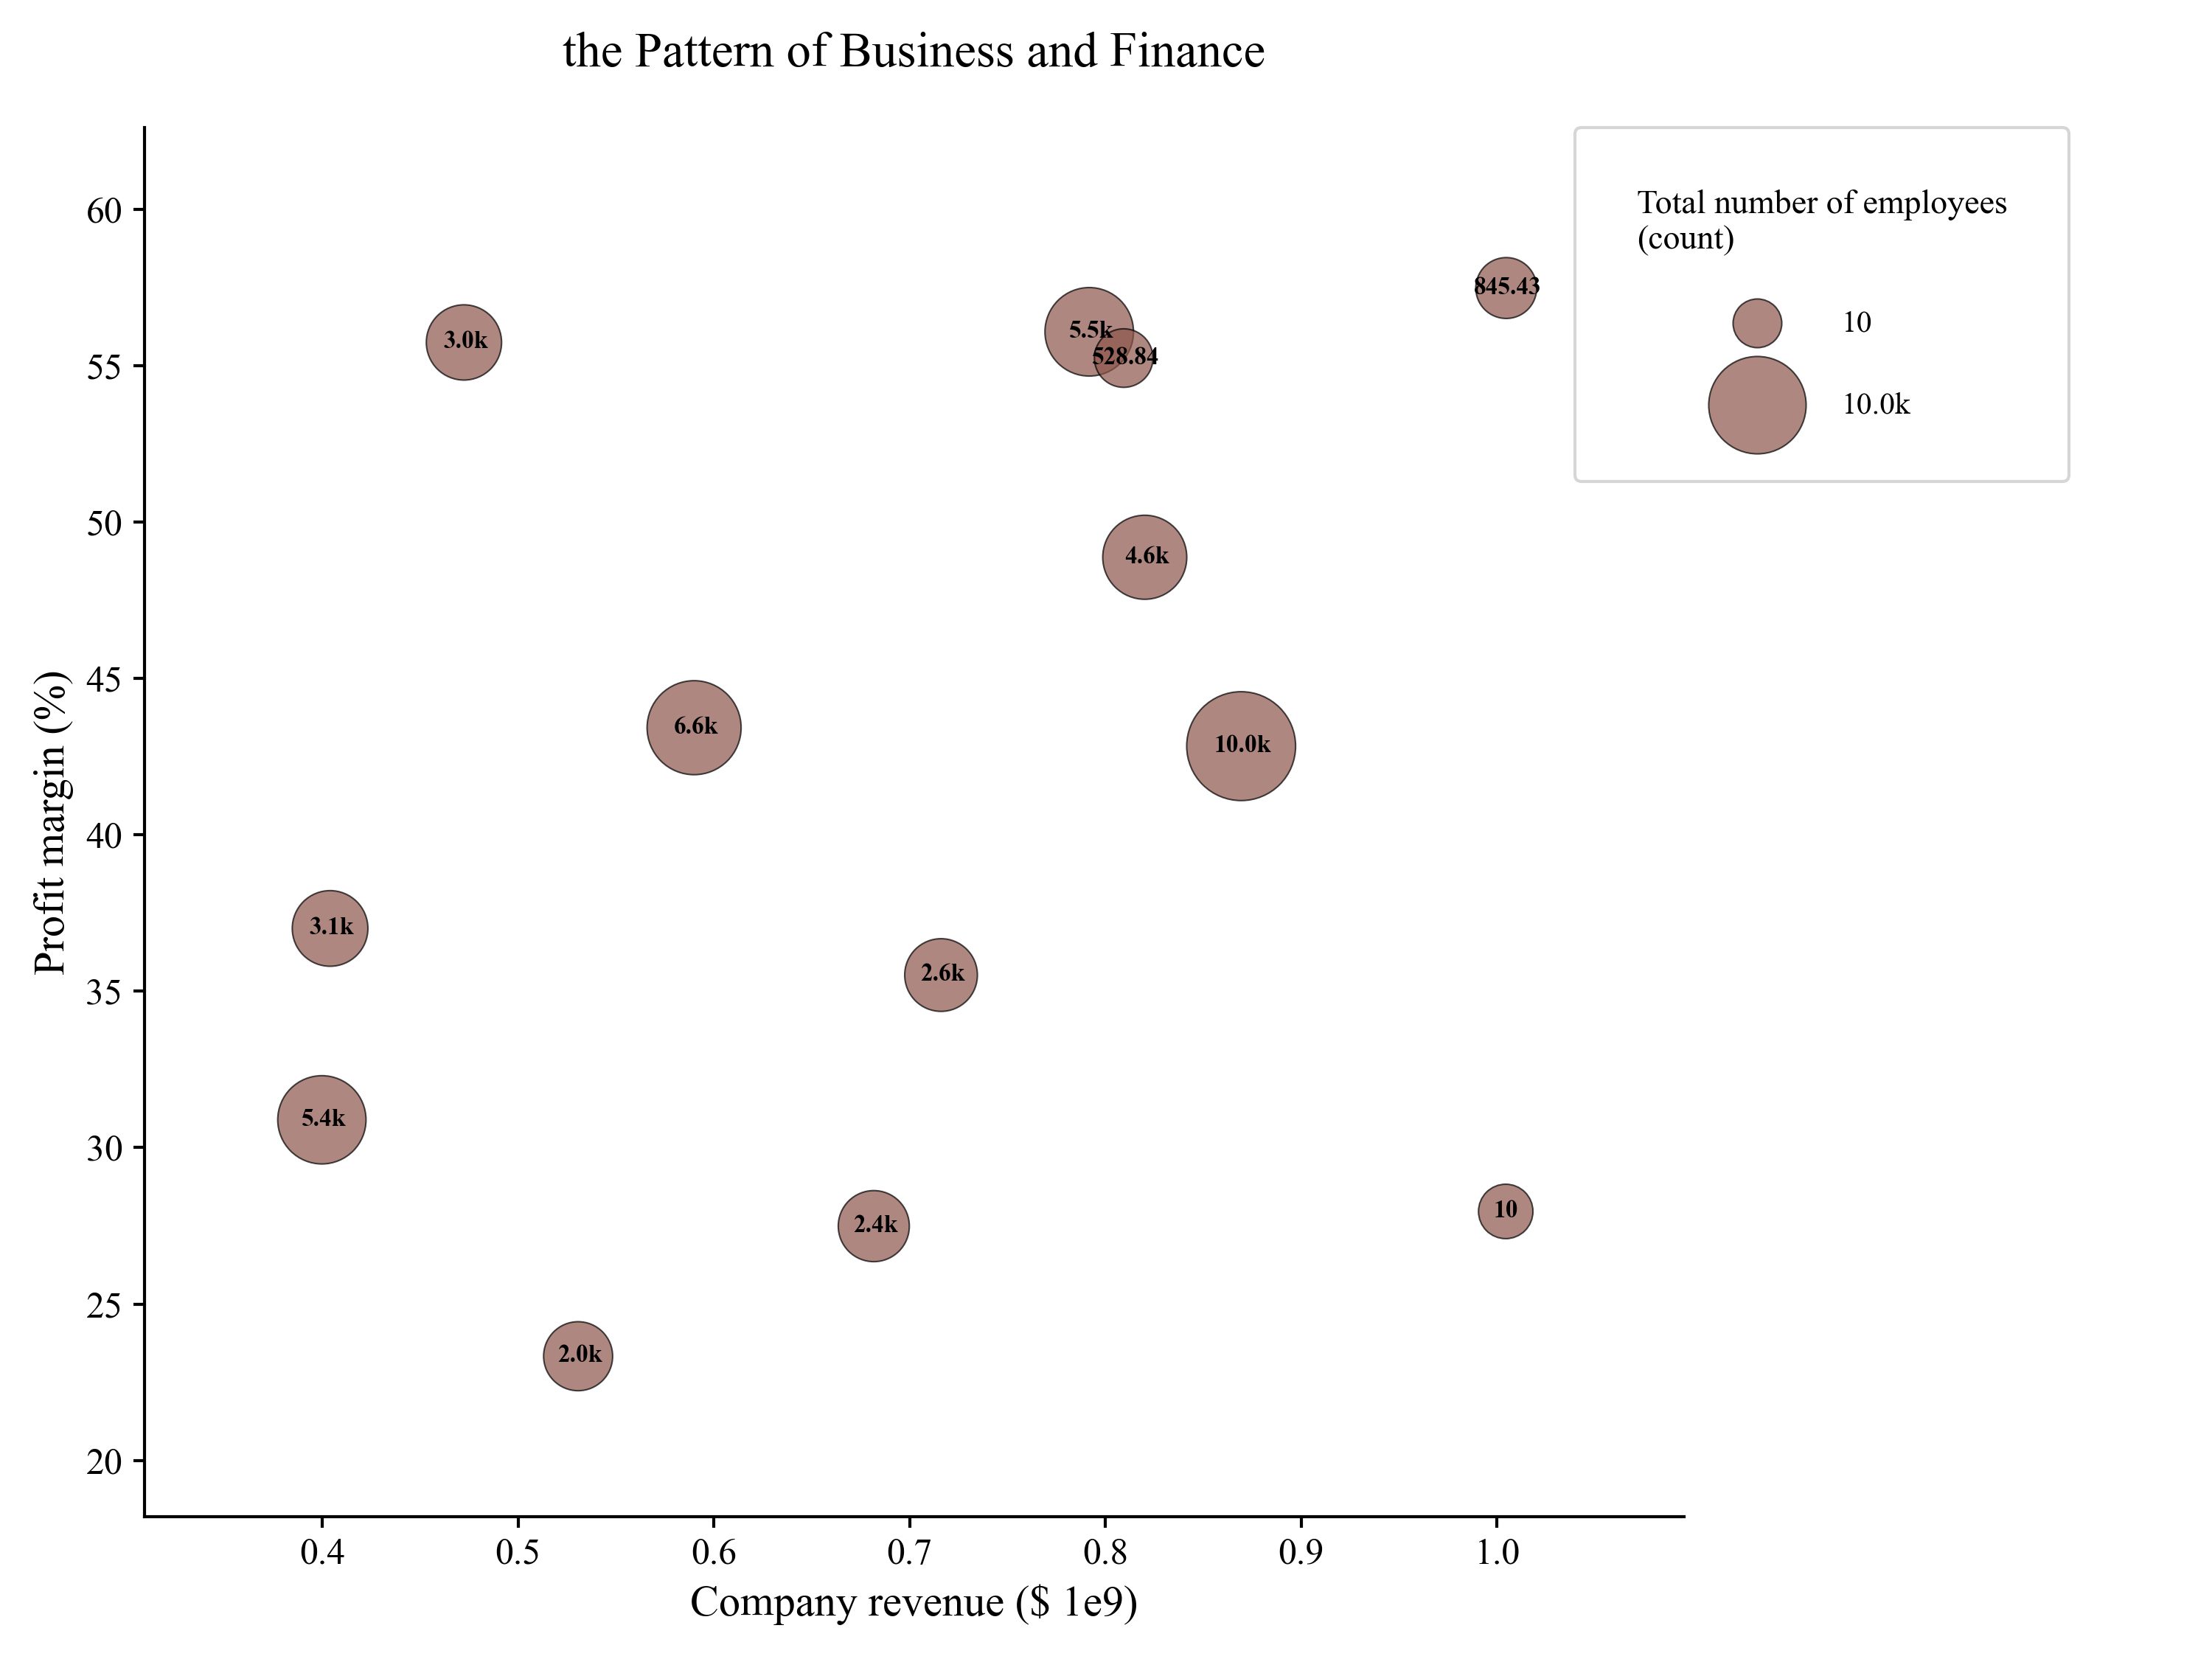 the Pattern of Business and Finance
Total number of employees
(count)
10
10.0k
Profit margin (%)
60
55
50
45
40
35
30
25
20
845.43
3.0k
5.5k
528.84
4.6k
6.6k
10.0k
3.1k
2.6k
5.4k
2.4k
10
2.0k
0.4 0.5 0.6 0.7 0.8 0.9 1.0
Company revenue ($ 1e9)